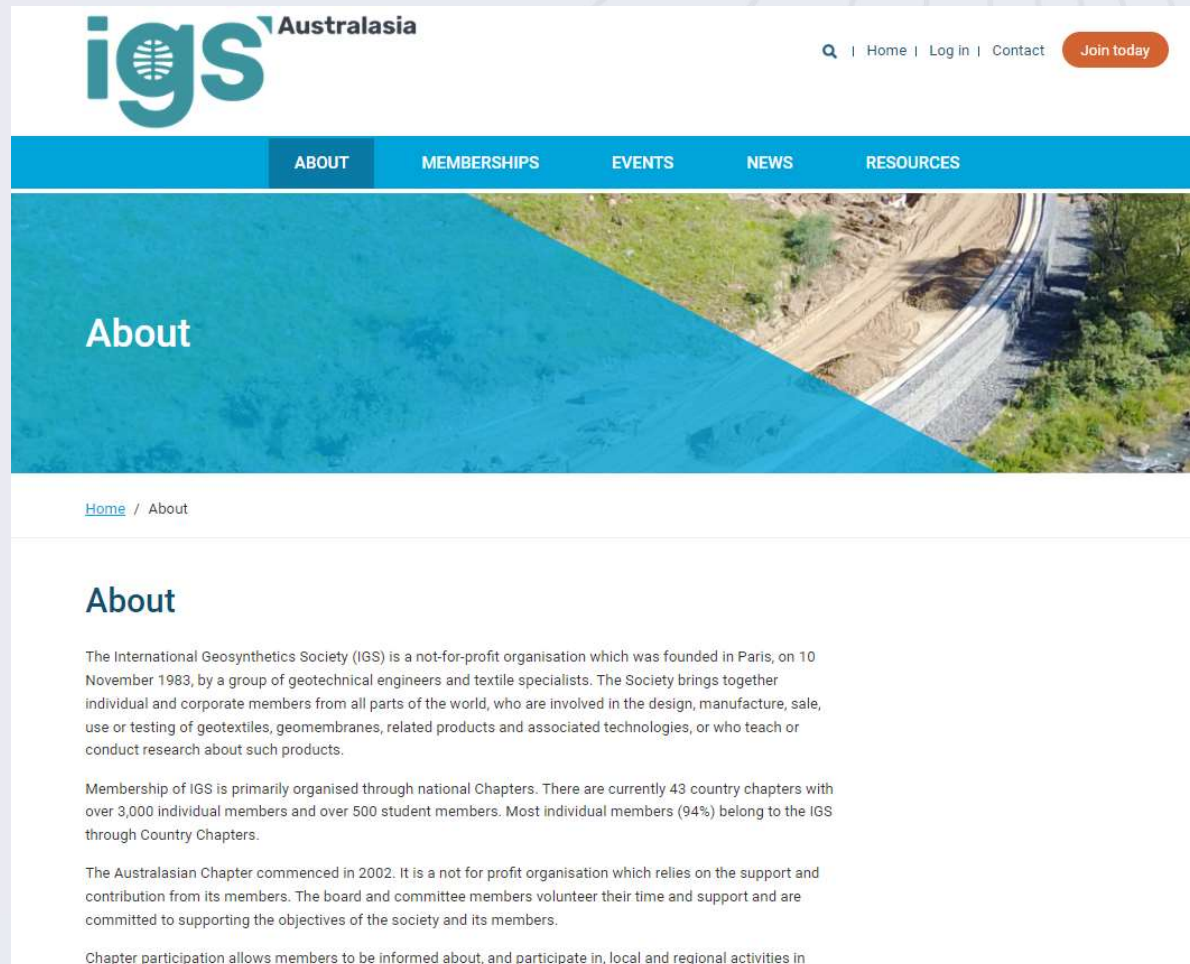 igs Australasia
| Home | Log in | Contact Join today
ABOUT MEMBERSHIPS EVENTS NEWS RESOURCES
About
Home / About
About
The International Geosynthetics Society (IGS) is a not-for-profit organisation which was founded in Paris, on 10
November 1983, by a group of geotechnical engineers and textile specialists. The Society brings together
individual and corporate members from all parts of the world, who are involved in the design, manufacture, sale,
use or testing of geotextiles, geomembranes, related products and associated technologies, or who teach or
conduct research about such products.
Membership of IGS is primarily organised through national Chapters. There are currently 43 country chapters with
over 3,000 individual members and over 500 student members. Most individual members (94%) belong to the IGS
through Country Chapters.
The Australasian Chapter commenced in 2002. It is a not for profit organisation which relies on the support and
contribution from its members. The board and committee members volunteer their time and support and are
committed to supporting the objectives of the society and its members.
Chapter participation allows members to be informed about, and participate in, local and regional activities in